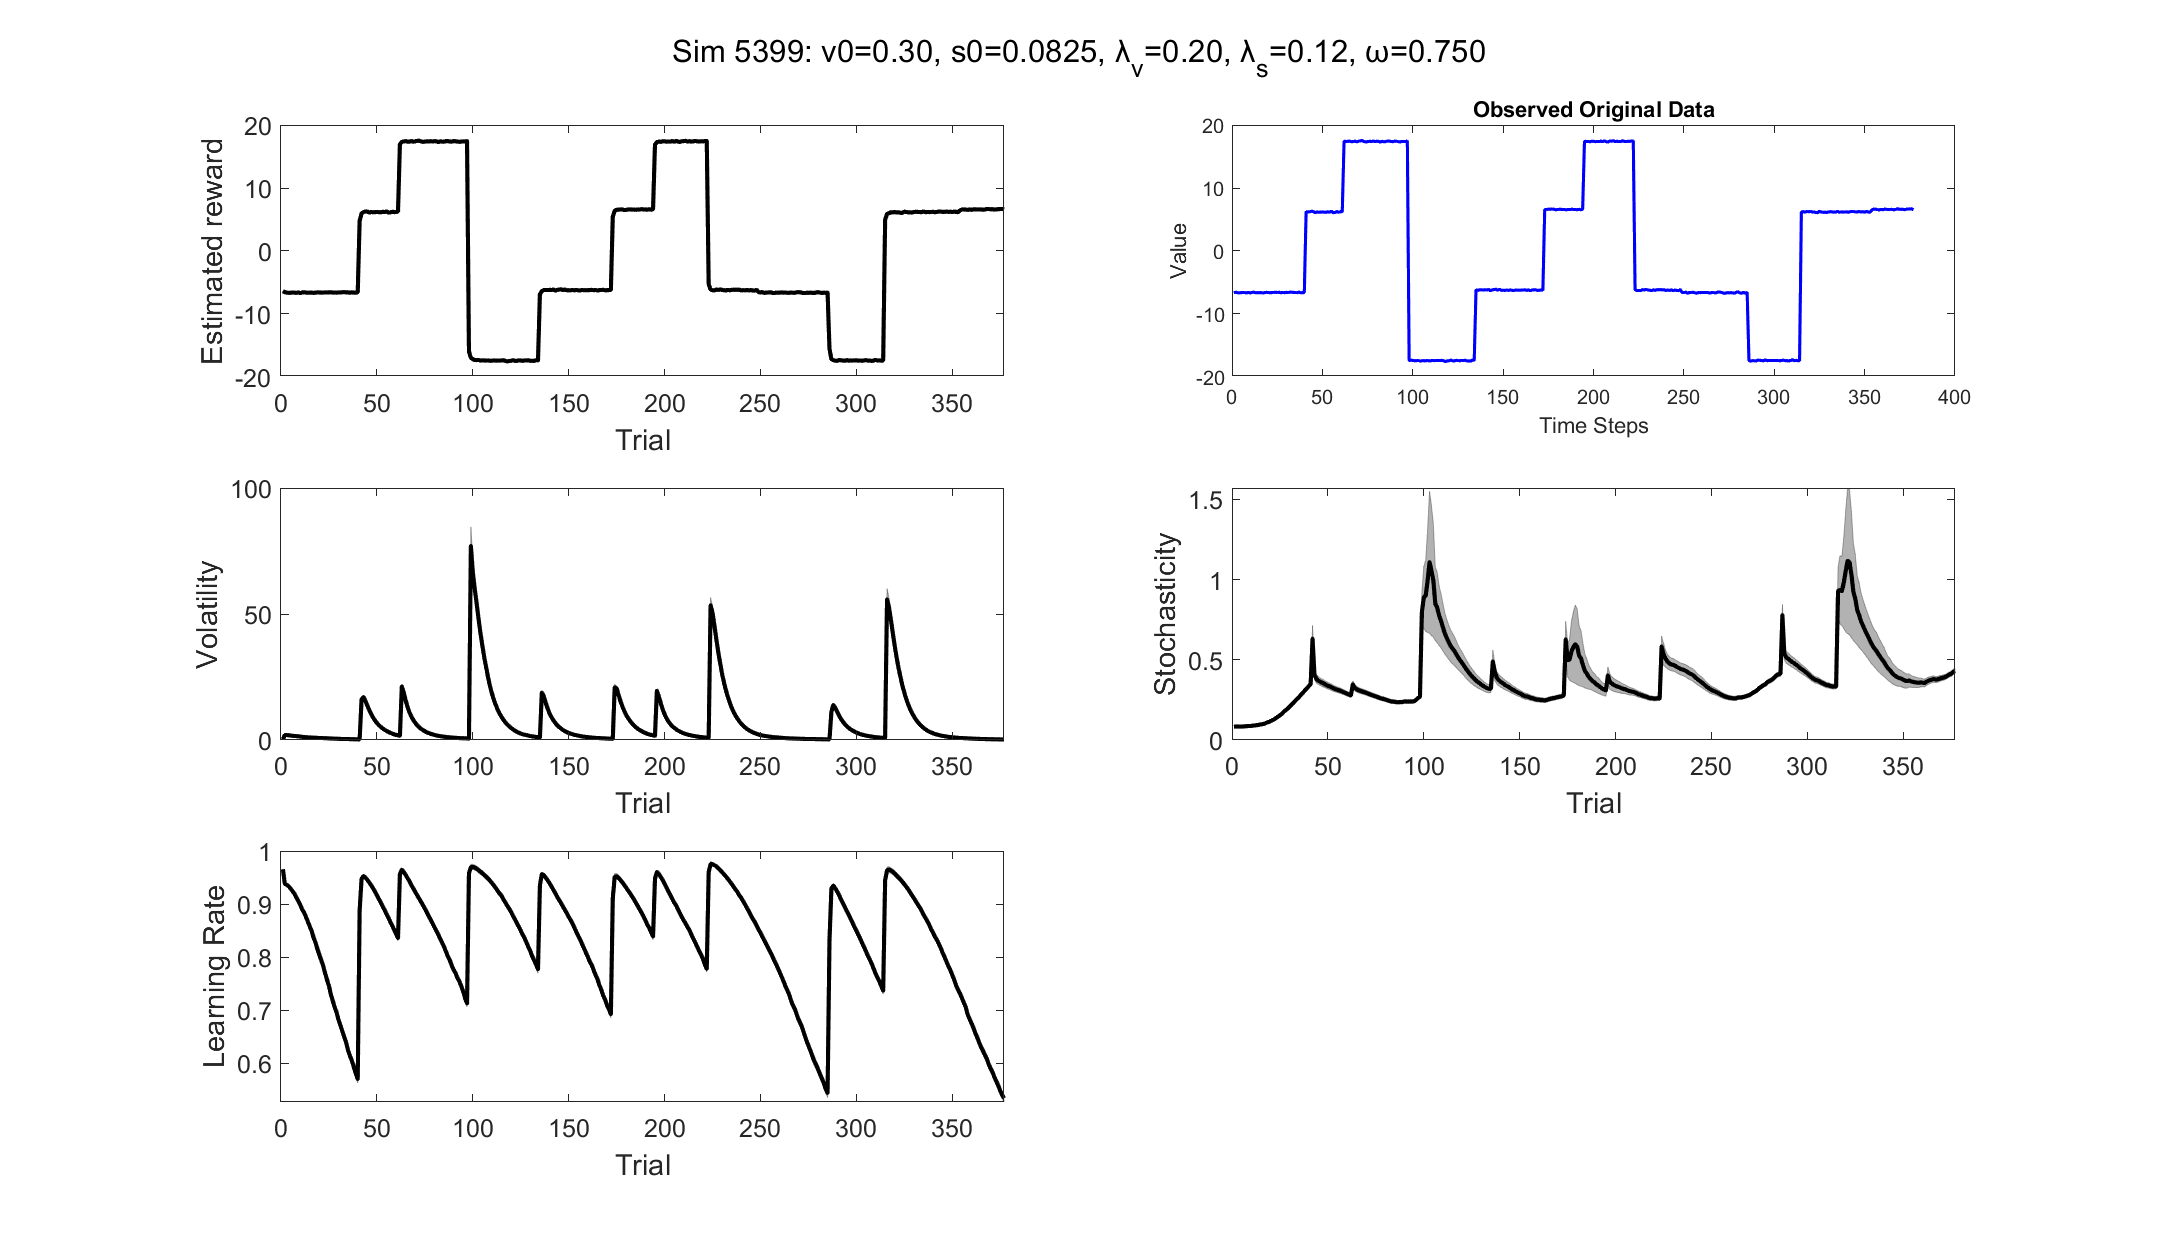 Sim 5399: v0=0.30, s0=0.0825, λ_v=0.20, λ_s=0.12, ω=0.750
Estimated reward
20
10
0
-10
-20
0 50 100 150 200 250 300 350
Trial
Observed Original Data
Value
20
10
0
-10
-20
0 50 100 150 200 250 300 350 400
Time Steps
Volatility
100
50
0
0 50 100 150 200 250 300 350
Trial
Stochasticity
1.5
1
0.5
0
0 50 100 150 200 250 300 350
Trial
Learning Rate
1
0.9
0.8
0.7
0.6
0 50 100 150 200 250 300 350
Trial